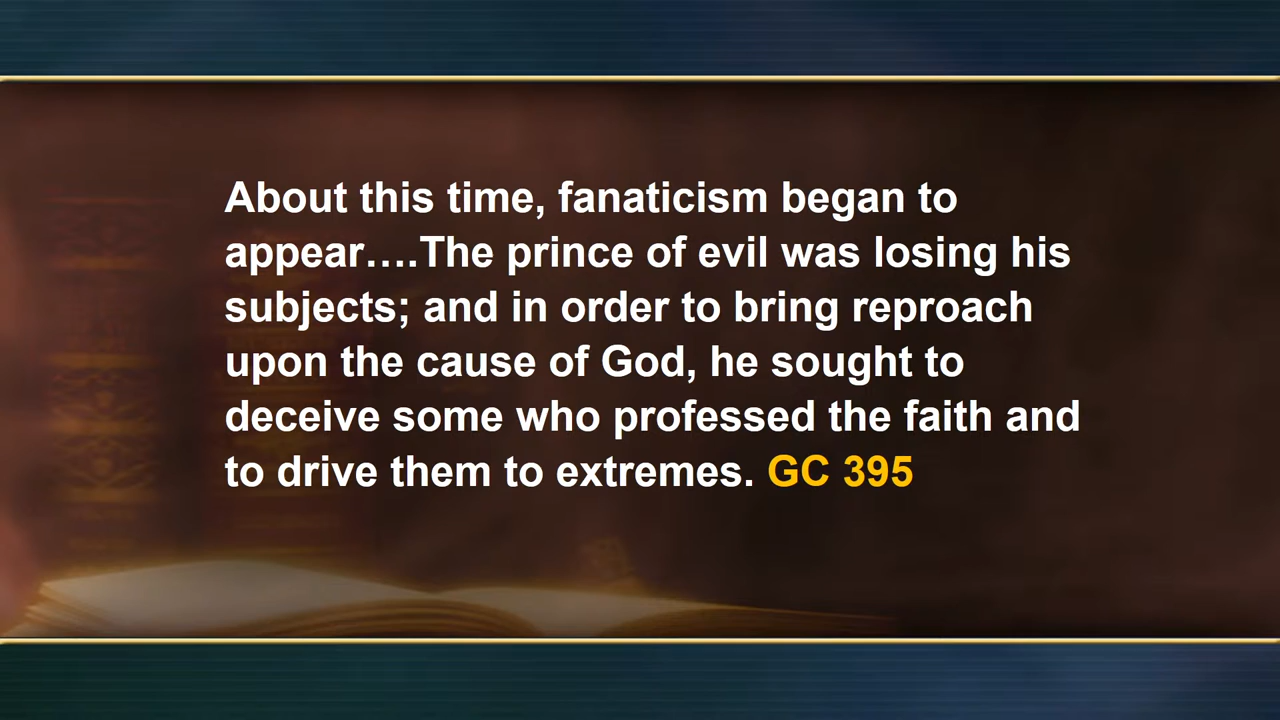 About this time, fanaticism began to
appear….The prince of evil was losing his
subjects; and in order to bring reproach
upon the cause of God, he sought to
deceive some who professed the faith and
to drive them to extremes. GC 395